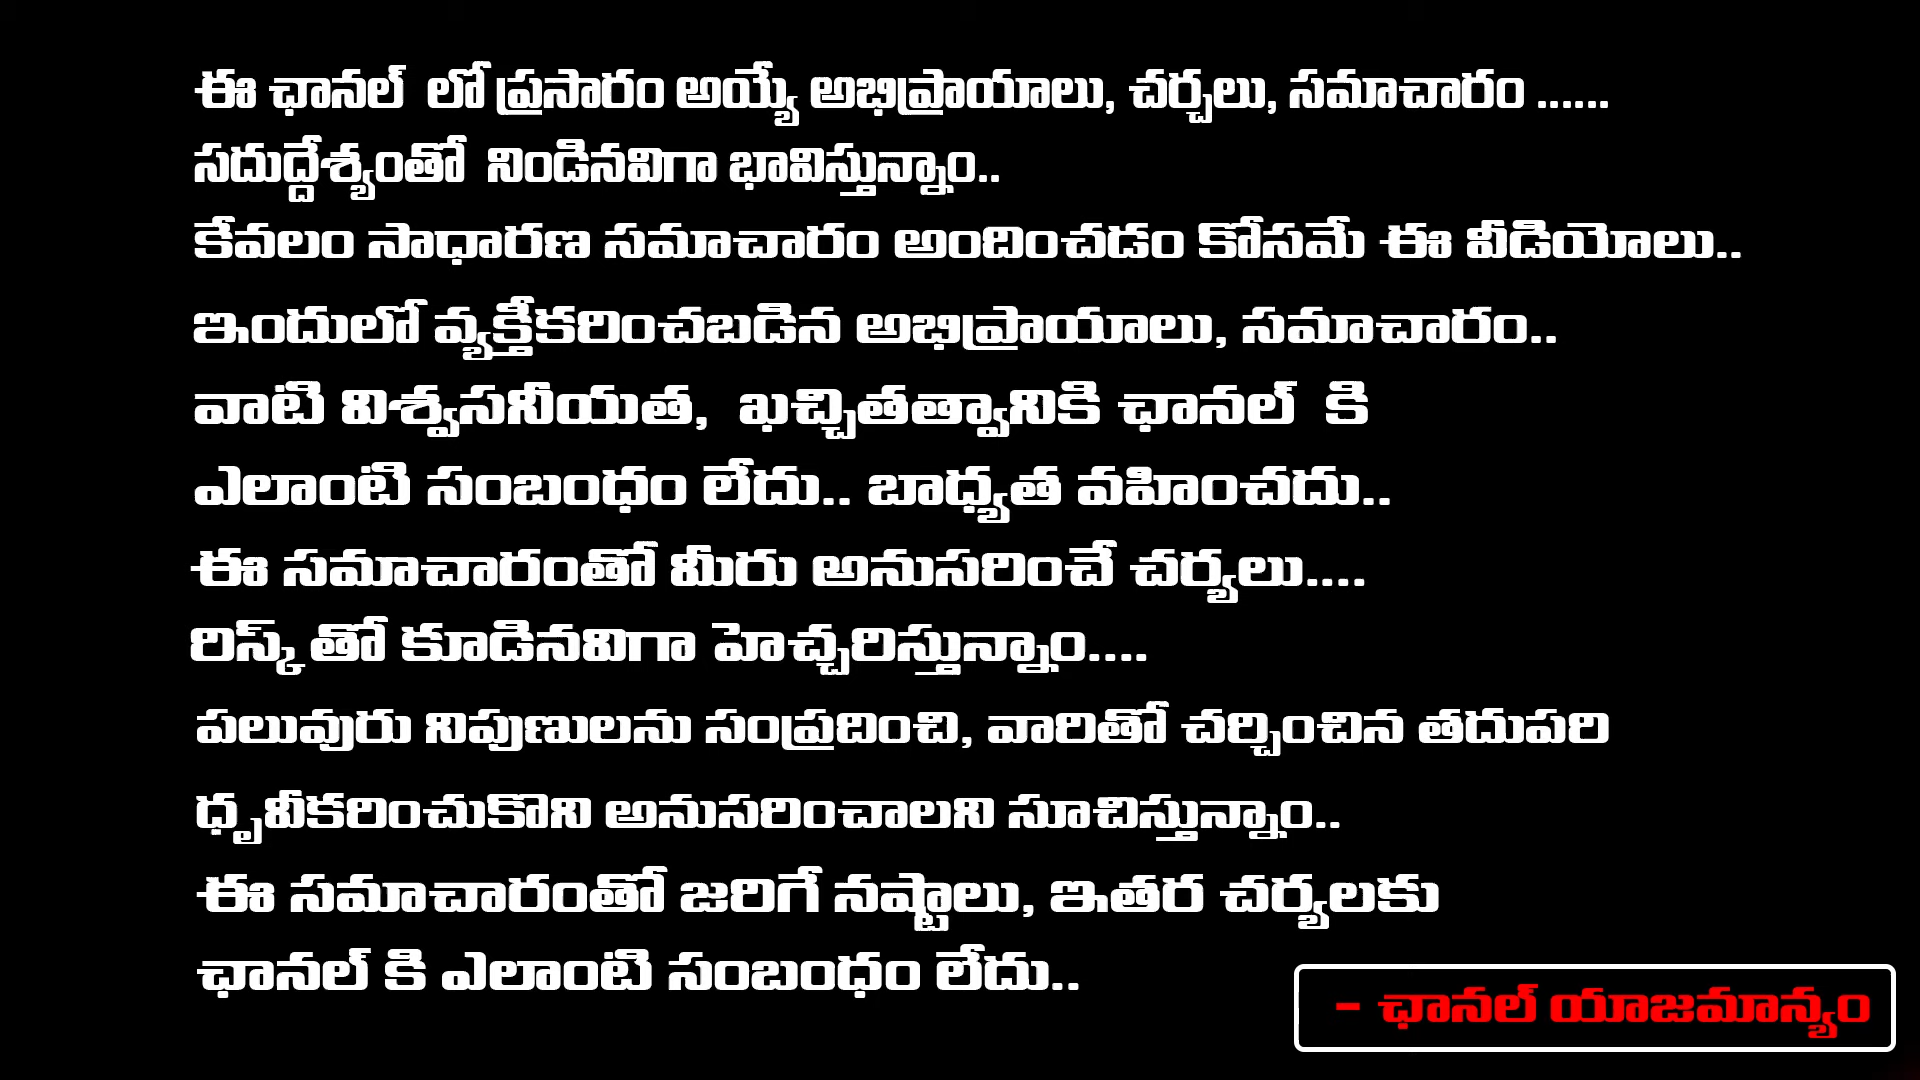 ఈ ఛానల్ లో ప్రసారం అయ్యే అభిప్రాయాలు, చర్చలు, సమాచారం ......
సదుద్దేశ్యంతో నిండినవిగా భావిస్తున్నాం..
కేవలం సాధారణ సమాచారం అందించడం కోసమే ఈ వీడియోలు..
ఇందులో వ్యక్తీకరించబడిన అభిప్రాయాలు, సమాచారం..
వాటి విశ్వసనీయత, ఖచ్చితత్వానికి ఛానల్ కి
ఎలాంటి సంబంధం లేదు.. బాధ్యత వహించదు..
ఈ సమాచారంతో మీరు అనుసరించే చర్యలు....
రిస్క్ తో కూడినవిగా హెచ్చరిస్తున్నాం....
పలువురు నిపుణులను సంప్రదించి, వారితో చర్చించిన తదుపరి
ధృవీకరించుకొని అనుసరించాలని సూచిస్తున్నాం..
ఈ సమాచారంతో జరిగే నష్టాలు, ఇతర చర్యలకు
ఛానల్ కి ఎలాంటి సంబంధం లేదు..
- ఛానల్ యాజమాన్యం